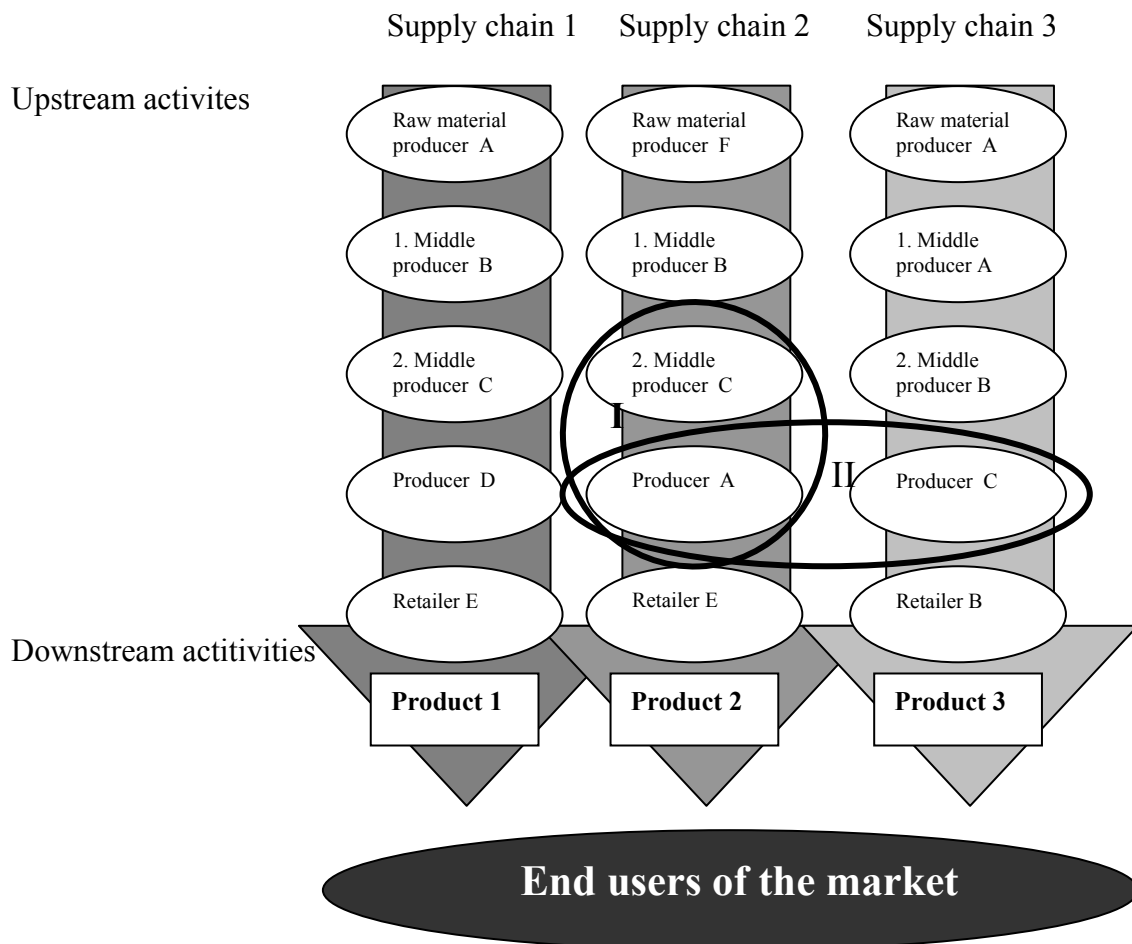 Supply chain 1 Supply chain 2 Supply chain 3
Upstream activites
Raw material
producer A
Raw material
producer F
Raw material
producer A
1. Middle
producer B
1. Middle
producer B
1. Middle
producer A
2. Middle
producer C
2. Middle
producer C
2. Middle
producer B
I
II
Producer D
Producer A
Producer C
Retailer E
Retailer E
Retailer B
Downstream actitivities
Product 1
Product 2
Product 3
End users of the market